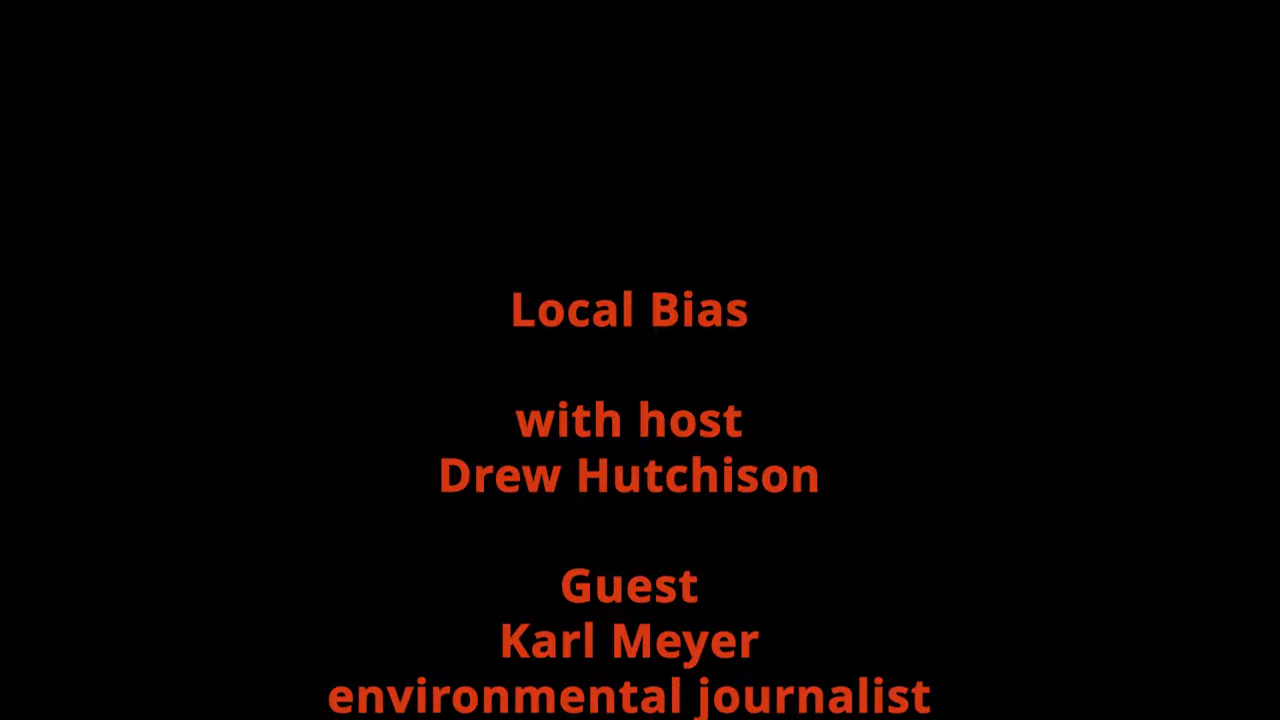 Local Bias
with host
Drew Hutchison
Guest
Karl Meyer
environmental journalist